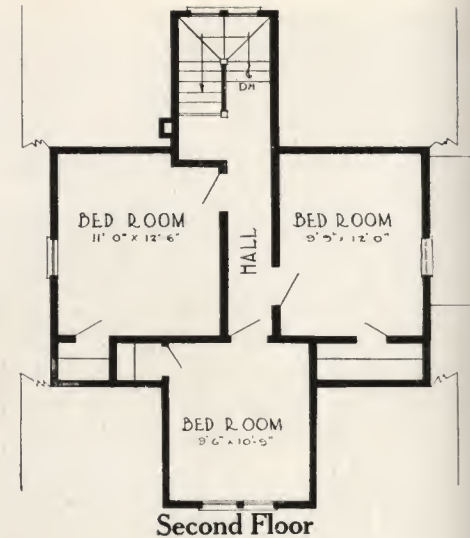 DN
BED ROOM
11'0" x 12'6"
BED ROOM
9'9" x 12'0"
HALL
BED ROOM
9'6" x 10'9"
Second Floor